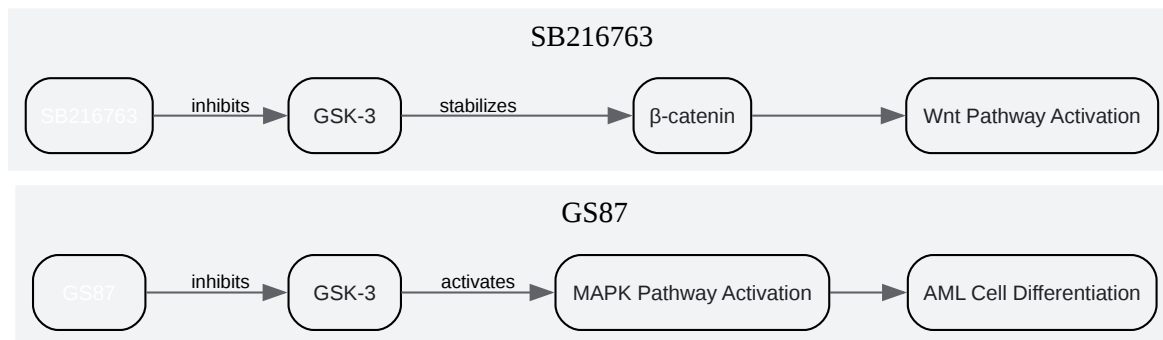 SB216763
SB216763
inhibits
GSK-3
stabilizes
β-catenin
Wnt Pathway Activation
GS87
GS87
inhibits
GSK-3
activates
MAPK Pathway Activation
AML Cell Differentiation